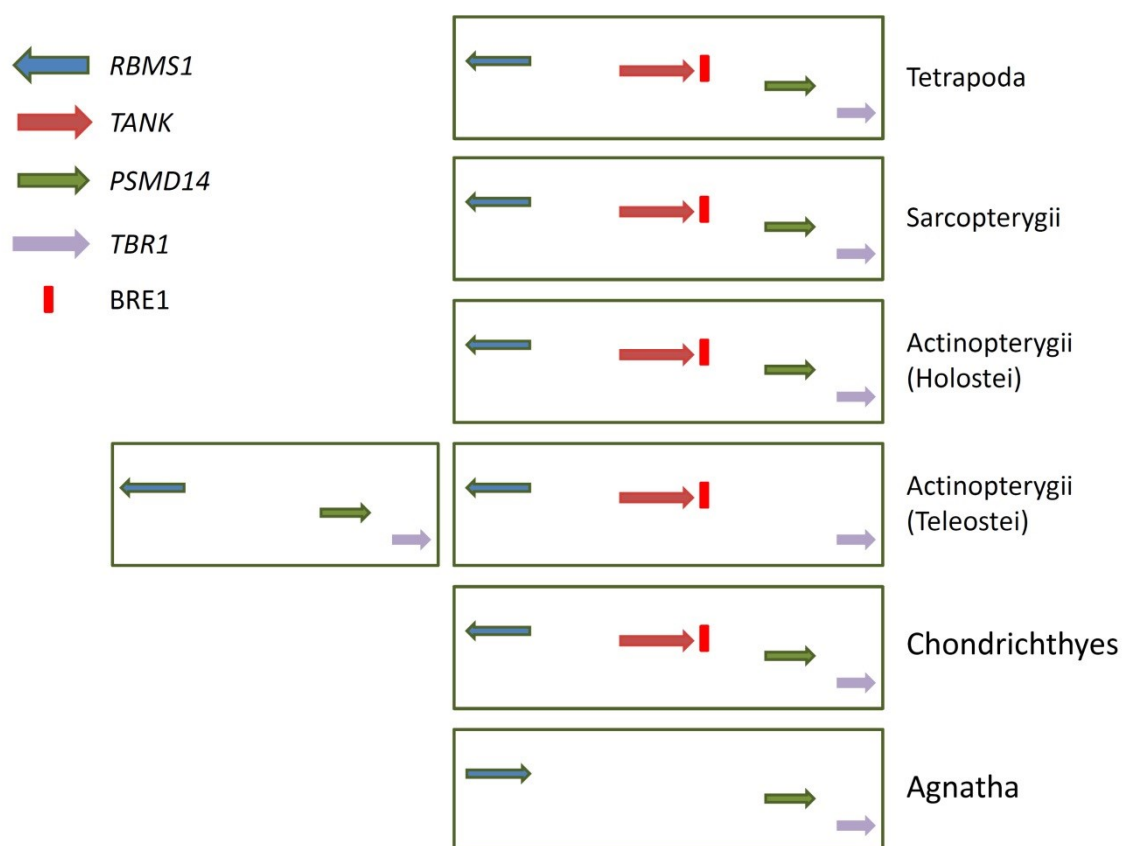 RBMS1
TANK
PSMD14
TBR1
BRE1
Tetrapoda
Sarcopterygii
Actinopterygii
(Holostei)
Actinopterygii
(Teleostei)
Chondrichthyes
Agnatha